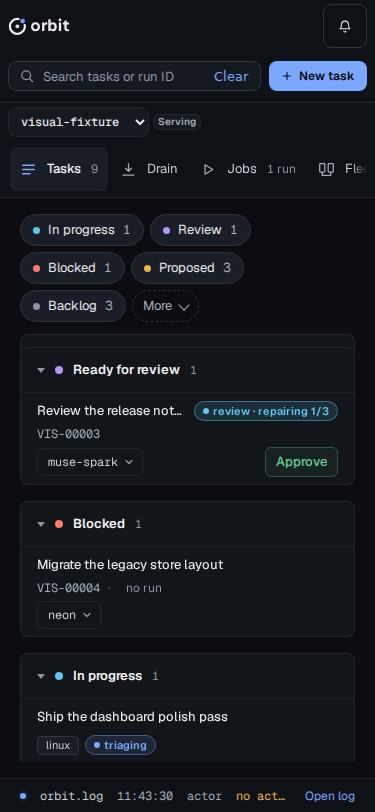 orbit
Search tasks or run ID Clear
+ New task
visual-fixture Serving
Tasks 9 Drain Jobs 1 run Flee
In progress 1 Review 1
Blocked 1 Proposed 3
Backlog 3 More
Ready for review 1
Review the release not… review · repairing 1/3
VIS-00003
muse-spark Approve
Blocked 1
Migrate the legacy store layout
VIS-00004 · no run
neon
In progress 1
Ship the dashboard polish pass
linux triaging
orbit.log 11:43:30 actor no act… Open log